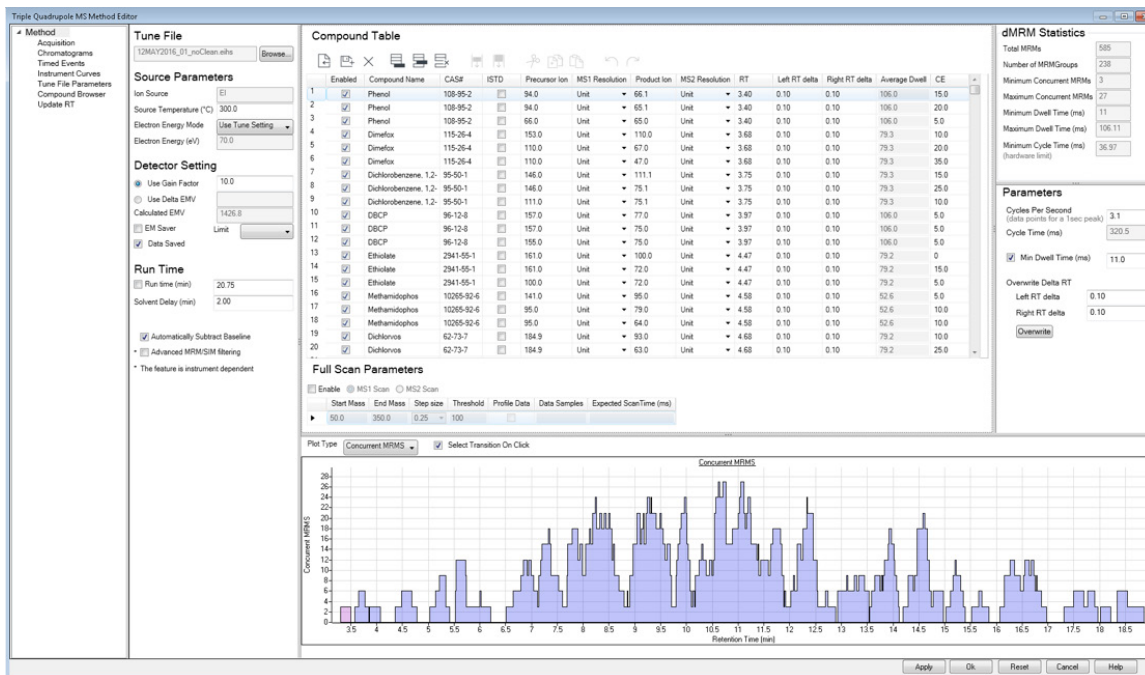 Triple Quadrupole MS Method Editor
Method
Acquisition
Chromatograms
Timed Events
Instrument Curves
Tune File Parameters
Compound Browser
Update RT
Tune File
12MAY2016_01_noClean.eihs Browse...
Source Parameters
Ion Source EI
Source Temperature (°C) 300.0
Electron Energy Mode Use Tune Setting
Electron Energy (eV) 70.0
Detector Setting
Use Gain Factor 10.0
Use Delta EMV
Calculated EMV 1426.8
EM Saver Limit
Data Saved
Run Time
Run time (min) 20.75
Solvent Delay (min) 2.00
Automatically Subtract Baseline
* Advanced MRM/SIM filtering
* The feature is instrument dependent
Compound Table
Enabled Compound Name CAS# ISTD Precursor Ion MS1 Resolution Product Ion MS2 Resolution RT Left RT delta Right RT delta Average Dwell CE
1 Phenol 108-95-2 94.0 Unit 66.1 Unit 3.40 0.10 0.10 106.0 15.0
2 Phenol 108-95-2 94.0 Unit 65.1 Unit 3.40 0.10 0.10 106.0 20.0
3 Phenol 108-95-2 66.0 Unit 65.0 Unit 3.40 0.10 0.10 106.0 5.0
4 Dimefox 115-26-4 153.0 Unit 110.0 Unit 3.68 0.10 0.10 79.3 10.0
5 Dimefox 115-26-4 110.0 Unit 67.0 Unit 3.68 0.10 0.10 79.3 20.0
6 Dimefox 115-26-4 110.0 Unit 47.0 Unit 3.68 0.10 0.10 79.3 35.0
7 Dichlorobenzene, 1,2- 95-50-1 146.0 Unit 111.1 Unit 3.75 0.10 0.10 79.3 15.0
8 Dichlorobenzene, 1,2- 95-50-1 146.0 Unit 75.1 Unit 3.75 0.10 0.10 79.3 25.0
9 Dichlorobenzene, 1,2- 95-50-1 111.0 Unit 75.1 Unit 3.75 0.10 0.10 79.3 10.0
10 DBCP 96-12-8 157.0 Unit 77.0 Unit 3.97 0.10 0.10 106.0 5.0
11 DBCP 96-12-8 157.0 Unit 75.0 Unit 3.97 0.10 0.10 106.0 5.0
12 DBCP 96-12-8 155.0 Unit 75.0 Unit 3.97 0.10 0.10 106.0 5.0
13 Ethiolate 2941-55-1 161.0 Unit 100.0 Unit 4.47 0.10 0.10 79.2 0
14 Ethiolate 2941-55-1 161.0 Unit 72.0 Unit 4.47 0.10 0.10 79.2 15.0
15 Ethiolate 2941-55-1 100.0 Unit 72.0 Unit 4.47 0.10 0.10 79.2 5.0
16 Methamidophos 10265-92-6 141.0 Unit 95.0 Unit 4.58 0.10 0.10 52.6 5.0
17 Methamidophos 10265-92-6 95.0 Unit 79.0 Unit 4.58 0.10 0.10 52.6 10.0
18 Methamidophos 10265-92-6 95.0 Unit 64.0 Unit 4.58 0.10 0.10 52.6 10.0
19 Dichlorvos 62-73-7 184.9 Unit 93.0 Unit 4.68 0.10 0.10 79.2 10.0
20 Dichlorvos 62-73-7 184.9 Unit 63.0 Unit 4.68 0.10 0.10 79.2 25.0
Full Scan Parameters
Enable MS1 Scan MS2 Scan
Start Mass End Mass Step size Threshold Profile Data Data Samples Expected ScanTime (ms)
50.0 350.0 0.25 100
dMRM Statistics
Total MRMs 585
Number of MRMGroups 238
Minimum Concurrent MRMs 3
Maximum Concurrent MRMs 27
Minimum Dwell Time (ms) 11
Maximum Dwell Time (ms) 106.11
Minimum Cycle Time (ms) 36.97
(hardware limit)
Parameters
Cycles Per Second 3.1
(data points for a 1sec peak)
Cycle Time (ms) 320.5
Min Dwell Time (ms) 11.0
Overwrite Delta RT
Left RT delta 0.10
Right RT delta 0.10
Overwrite
Plot Type Concurrent MRMS Select Transition On Click
Concurrent MRMS
28
26
24
22
20
18
16
14
12
10
8
6
4
2
0
Concurrent MRMS
3.5 4 4.5 5 5.5 6 6.5 7 7.5 8 8.5 9 9.5 10 10.5 11 11.5 12 12.5 13 13.5 14 14.5 15 15.5 16 16.5 17 17.5 18 18.5
Retention Time (min)
Apply Ok Reset Cancel Help